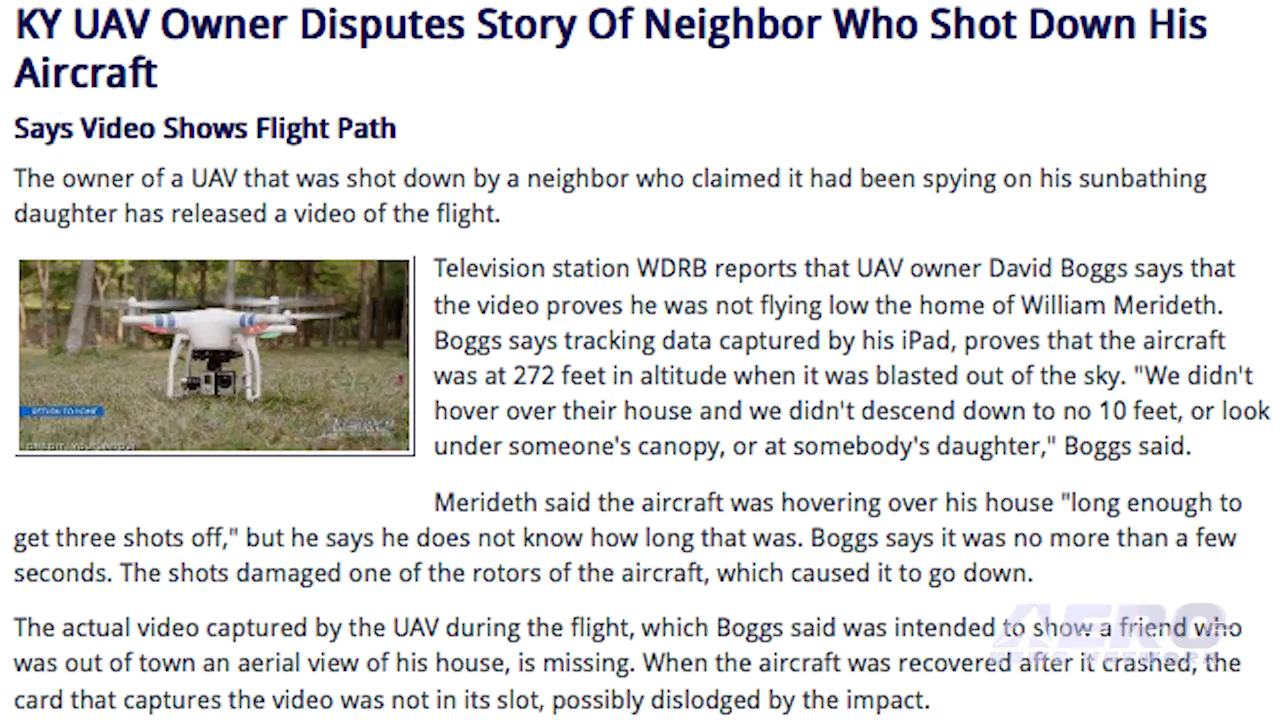 KY UAV Owner Disputes Story Of Neighbor Who Shot Down His
Aircraft
Says Video Shows Flight Path
The owner of a UAV that was shot down by a neighbor who claimed it had been spying on his sunbathing
daughter has released a video of the flight.
Television station WDRB reports that UAV owner David Boggs says that
the video proves he was not flying low the home of William Merideth.
Boggs says tracking data captured by his iPad, proves that the aircraft
was at 272 feet in altitude when it was blasted out of the sky. "We didn't
hover over their house and we didn't descend down to no 10 feet, or look
under someone's canopy, or at somebody's daughter," Boggs said.
RETURN TO HOME
Merideth said the aircraft was hovering over his house "long enough to
get three shots off," but he says he does not know how long that was. Boggs says it was no more than a few
seconds. The shots damaged one of the rotors of the aircraft, which caused it to go down.
The actual video captured by the UAV during the flight, which Boggs said was intended to show a friend who
was out of town an aerial view of his house, is missing. When the aircraft was recovered after it crashed, the
card that captures the video was not in its slot, possibly dislodged by the impact.
AERO
NEWS NETWORK